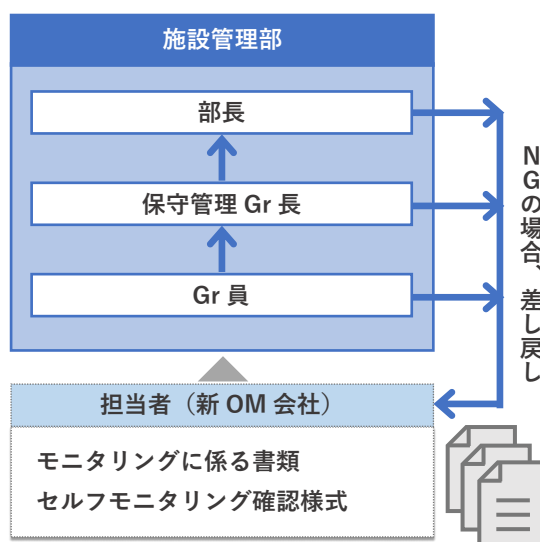 施設管理部
部長
保守管理 Gr 長
Gr 員
NGの場合、差し戻し
担当者（新 OM 会社）
モニタリングに係る書類
セルフモニタリング確認様式